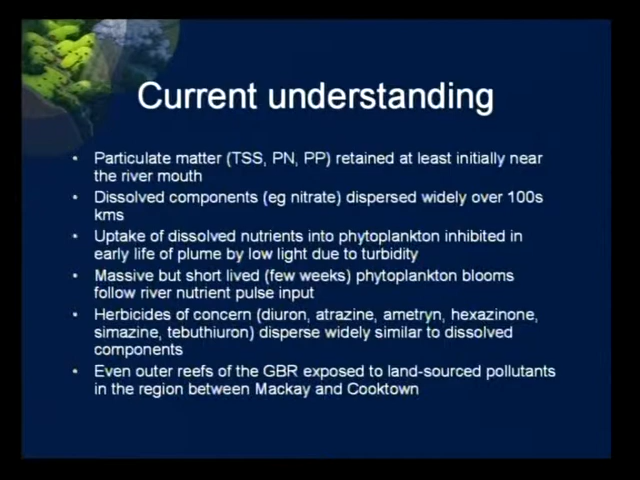 Current understanding
• Particulate matter (TSS, PN, PP) retained at least initially near
the river mouth
• Dissolved components (eg nitrate) dispersed widely over 100s
kms
• Uptake of dissolved nutrients into phytoplankton inhibited in
early life of plume by low light due to turbidity
• Massive but short lived (few weeks) phytoplankton blooms
follow river nutrient pulse input
• Herbicides of concern (diuron, atrazine, ametryn, hexazinone,
simazine, tebuthiuron) disperse widely similar to dissolved
components
• Even outer reefs of the GBR exposed to land-sourced pollutants
in the region between Mackay and Cooktown